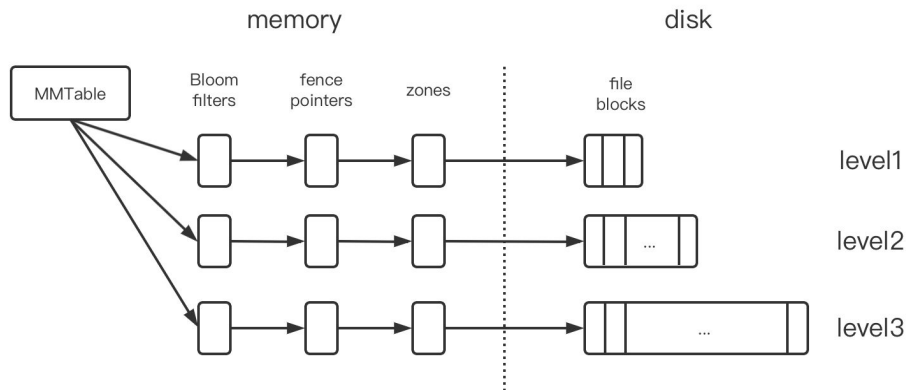 memory
disk
MMTable
Bloom
filters
fence
pointers
zones
file
blocks
level1
...
level2
...
level3